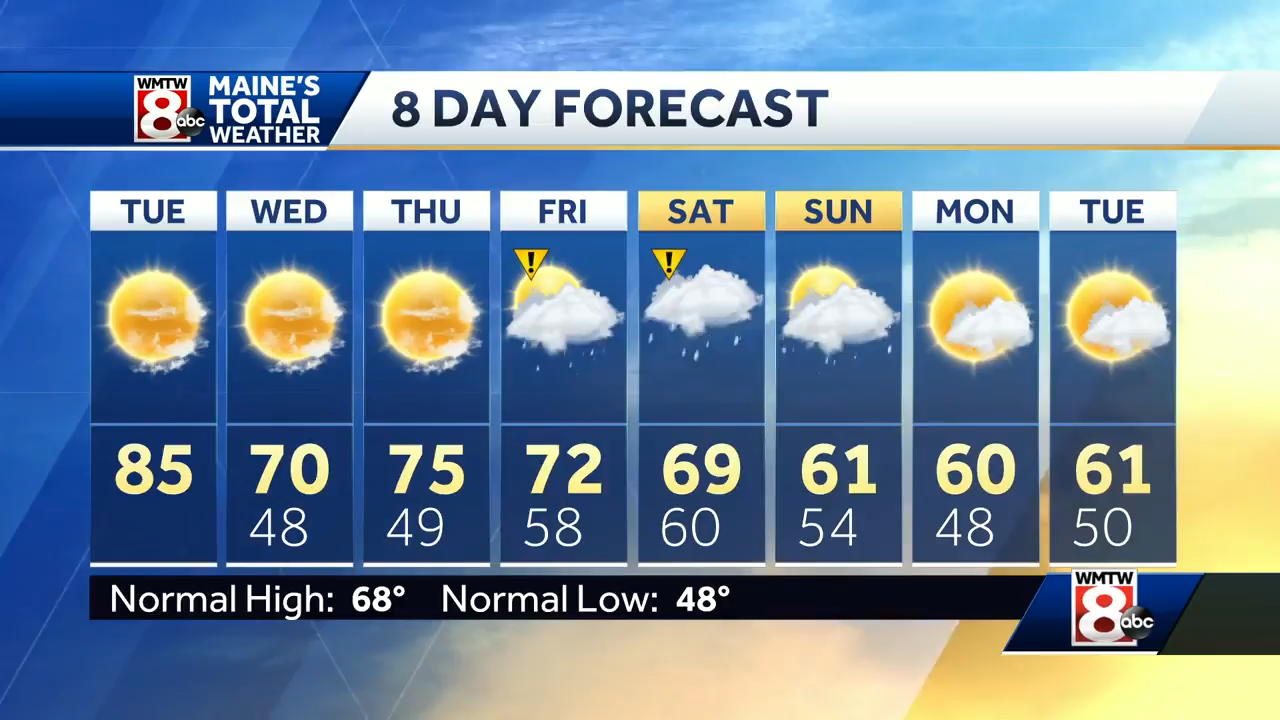 WMTW
8
abc
MAINE'S
TOTAL
WEATHER
8 DAY FORECAST
TUE WED THU FRI SAT SUN MON TUE
! !
85 70 75 72 69 61 60 61
48 49 58 60 54 48 50
Normal High: 68° Normal Low: 48°
WMTW
8
abc